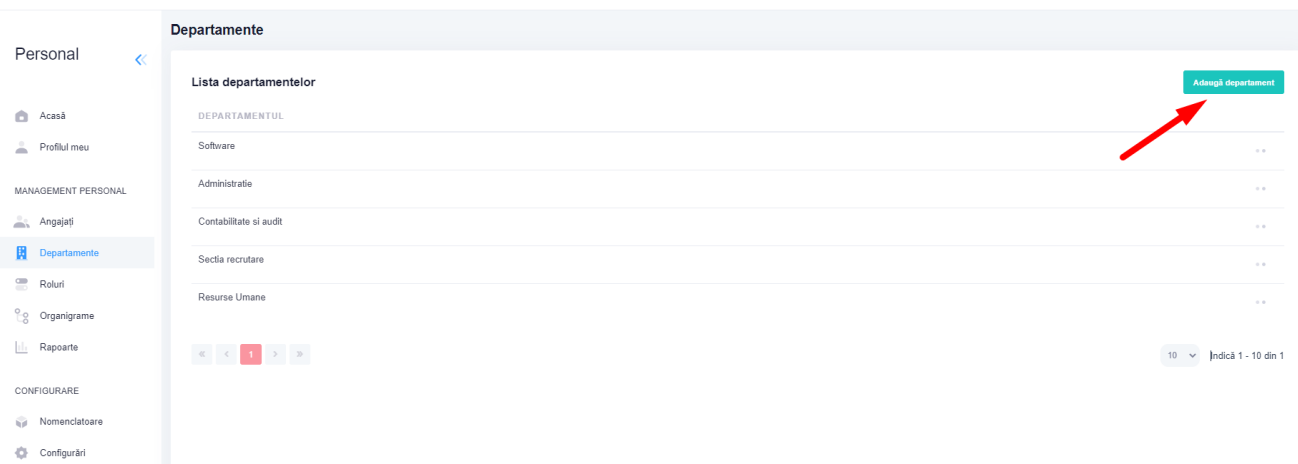 Departamente
Personal
Lista departamentelor
Adaugă departament
DEPARTAMENTUL
Acasă
Software
Profilul meu
Administratie
MANAGEMENT PERSONAL
Angajați
Contabilitate si audit
Departamente
Sectia recrutare
Roluri
Resurse Umane
Organigrame
Rapoarte
« < 1 > »
10 Indică 1 - 10 din 1
CONFIGURARE
Nomenclatoare
Configurări